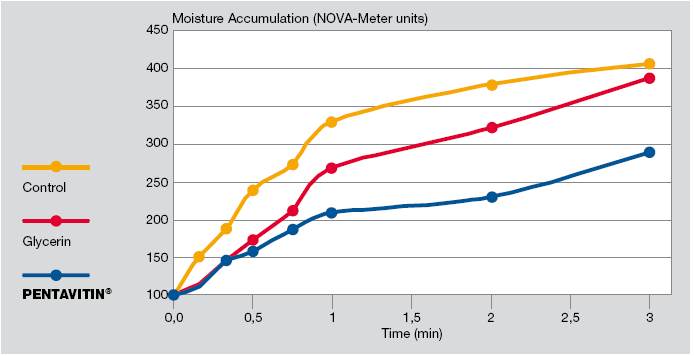 Moisture Accumulation (NOVA-Meter units)
450
400
350
300
250
200
150
100
0,0 0,5 1 1,5 2 2,5 3
Time (min)
Control
Glycerin
PENTAVITIN®